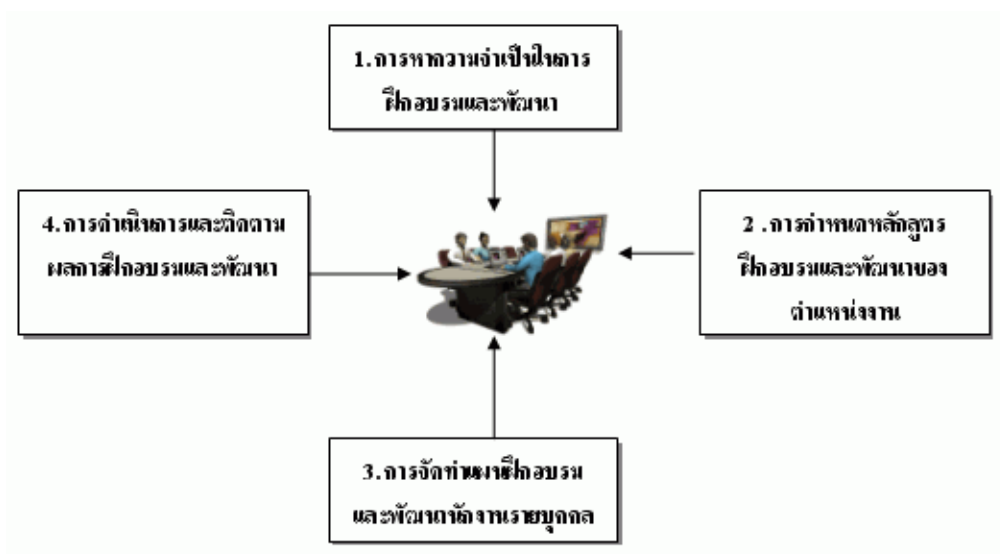 1.การหาความจำเป็นในการ
ฝึกอบรมและพัฒนา
2 .การกำหนดหลักสูตร
ฝึกอบรมและพัฒนาของ
ตำแหน่งงาน
3.การจัดทำแผนฝึกอบรม
และพัฒนาพนักงานรายบุคคล
4.การดำเนินการและติดตาม
ผลการฝึกอบรมและพัฒนา